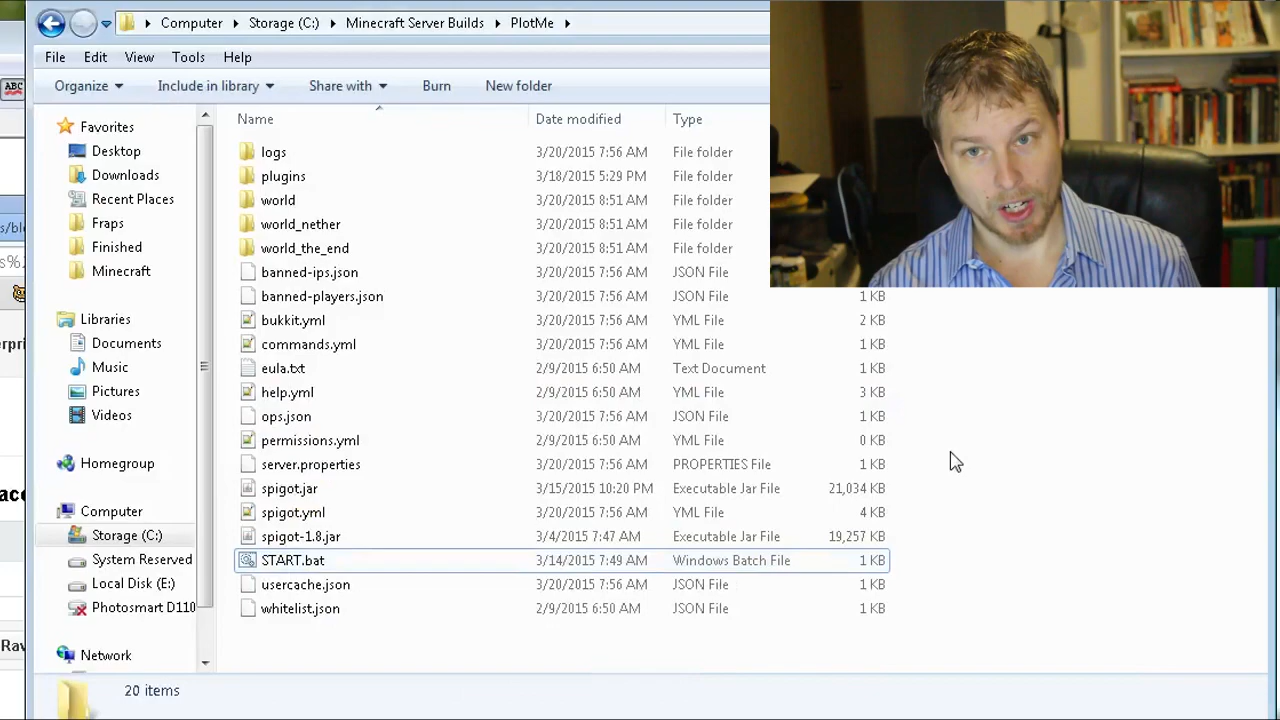 Computer Storage (C:) Minecraft Server Builds PlotMe
File Edit View Tools Help
Organize Include in library Share with Burn New folder
ABC
Name Date modified Type
Favorites
Desktop
Downloads
Recent Places
Fraps
Finished
Minecraft
Libraries
Documents
Music
Pictures
Videos
Homegroup
Computer
Storage (C:)
System Reserved
Local Disk (E:)
Photosmart D110
Network
logs 3/20/2015 7:56 AM File folder
plugins 3/18/2015 5:29 PM File folder
world 3/20/2015 8:51 AM File folder
world_nether 3/20/2015 8:51 AM File folder
world_the_end 3/20/2015 8:51 AM File folder
banned-ips.json 3/20/2015 7:56 AM JSON File
banned-players.json 3/20/2015 7:56 AM JSON File 1 KB
bukkit.yml 3/20/2015 7:56 AM YML File 2 KB
commands.yml 3/20/2015 7:56 AM YML File 1 KB
eula.txt 2/9/2015 6:50 AM Text Document 1 KB
help.yml 2/9/2015 6:50 AM YML File 3 KB
ops.json 3/20/2015 7:56 AM JSON File 1 KB
permissions.yml 2/9/2015 6:50 AM YML File 0 KB
server.properties 3/20/2015 7:56 AM PROPERTIES File 1 KB
spigot.jar 3/15/2015 10:20 PM Executable Jar File 21,034 KB
spigot.yml 3/20/2015 7:56 AM YML File 4 KB
spigot-1.8.jar 3/4/2015 7:47 AM Executable Jar File 19,257 KB
START.bat 3/14/2015 7:49 AM Windows Batch File 1 KB
usercache.json 3/20/2015 7:56 AM JSON File 1 KB
whitelist.json 2/9/2015 6:50 AM JSON File 1 KB
20 items
s/bl
s%2
erpris
ace
Rav